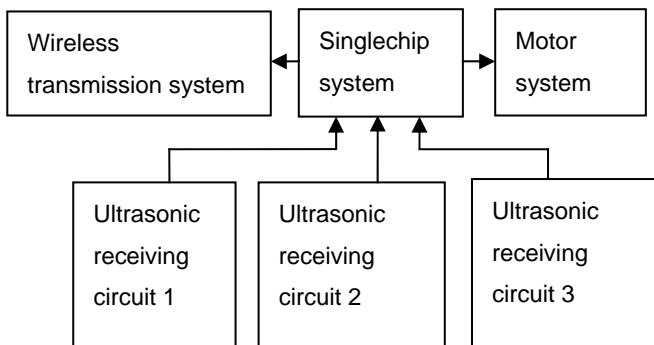 Wireless
transmission system
Singlechip
system
Motor
system
Ultrasonic
receiving
circuit 1
Ultrasonic
receiving
circuit 2
Ultrasonic
receiving
circuit 3